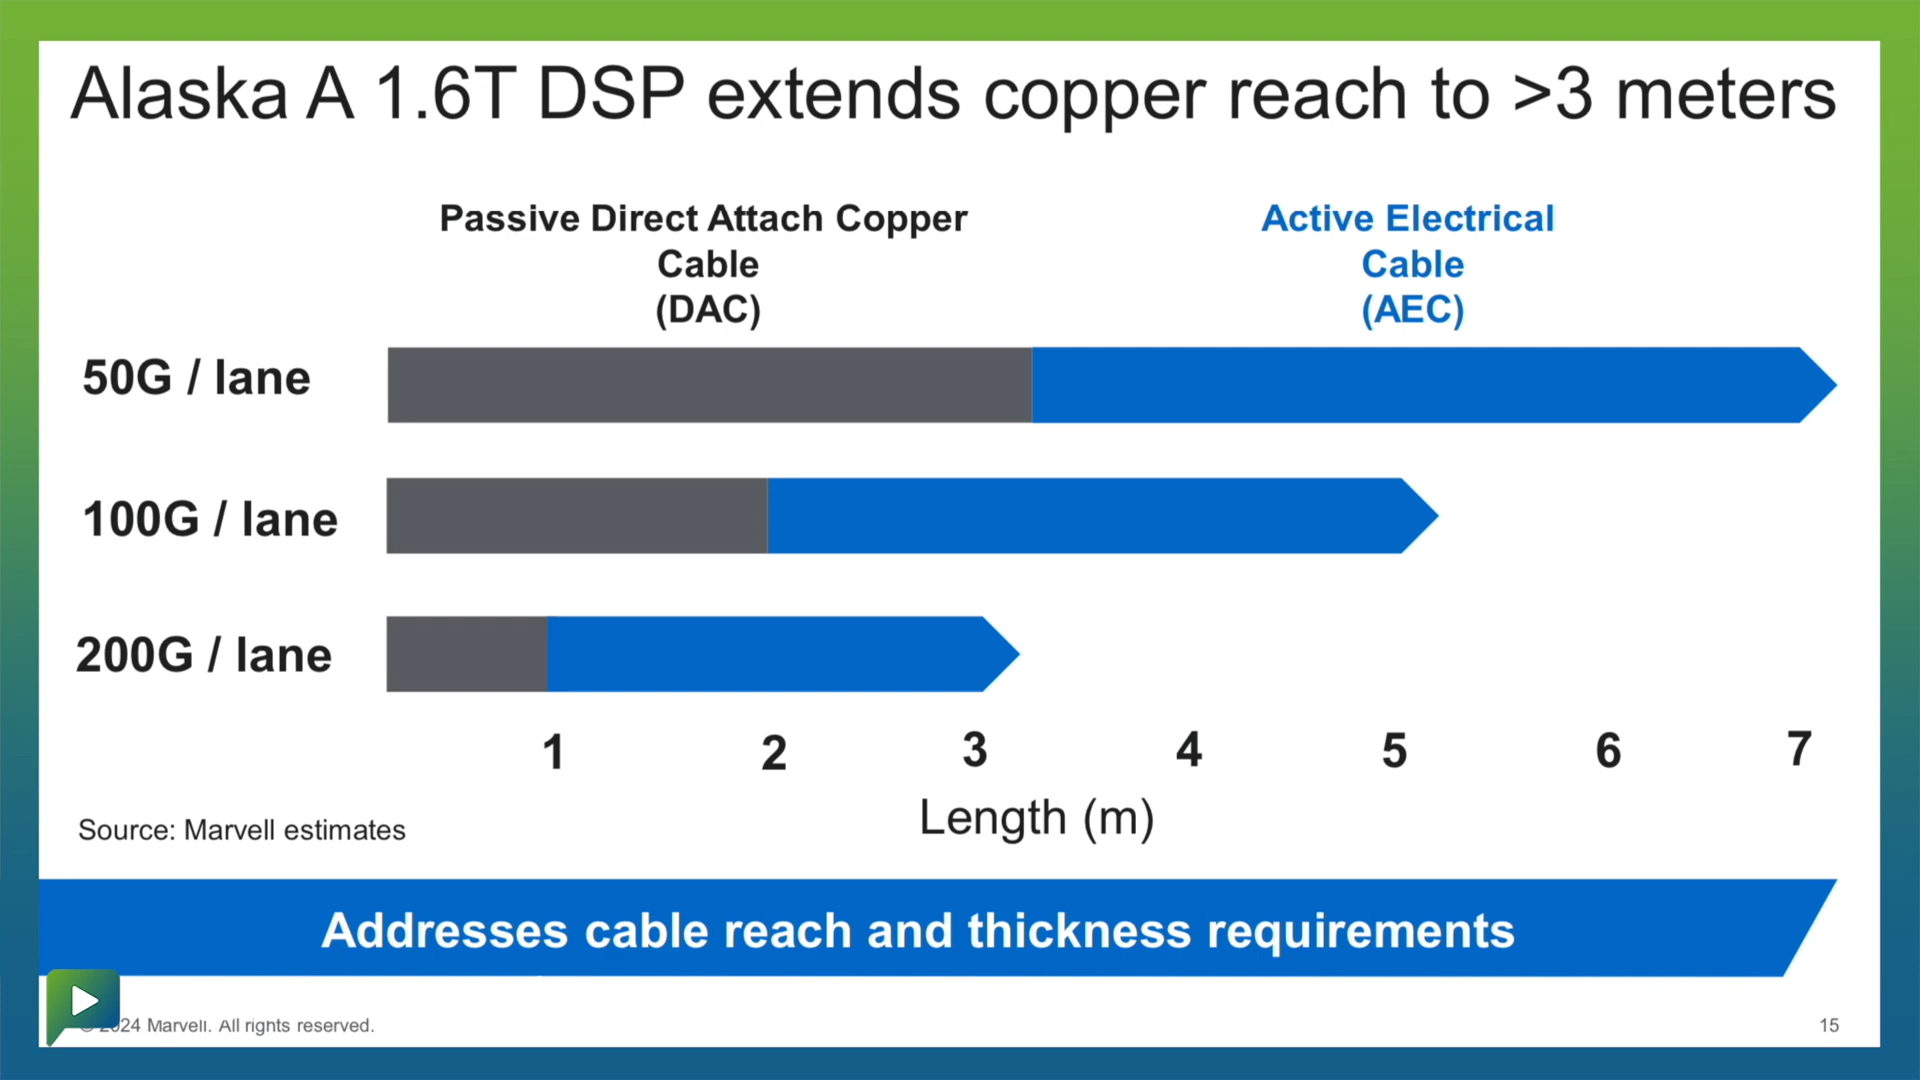 Alaska A 1.6T DSP extends copper reach to >3 meters
Passive Direct Attach Copper
Cable
(DAC)
Active Electrical
Cable
(AEC)
50G / lane
100G / lane
200G / lane
1 2 3 4 5 6 7
Length (m)
Source: Marvell estimates
Addresses cable reach and thickness requirements
© 2024 Marvell. All rights reserved.
15